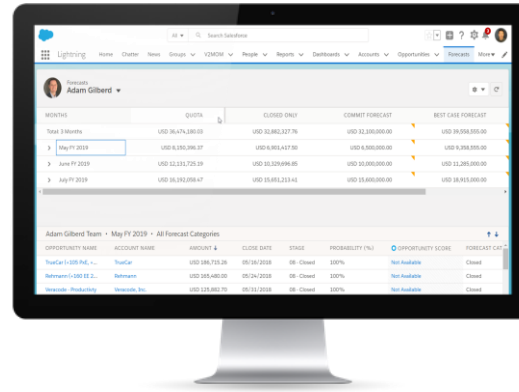 All ▾ Search Salesforce
Lightning Home Chatter News Groups V2MOM People Reports Dashboards Accounts Opportunities Forecasts More
Forecasts
Adam Gilberd
MONTHS QUOTA CLOSED ONLY COMMIT FORECAST BEST CASE FORECAST
Total: 3 Months USD 36,474,180.03 USD 32,882,327.76 USD 32,100,000.00 USD 39,558,555.00
May FY 2019 USD 8,150,396.37 USD 6,901,417.50 USD 6,500,000.00 USD 9,358,555.00
June FY 2019 USD 12,131,725.19 USD 10,329,696.85 USD 10,000,000.00 USD 11,285,000.00
July FY 2019 USD 16,192,058.47 USD 15,651,213.41 USD 15,600,000.00 USD 18,915,000.00
Adam Gilberd Team • May FY 2019 • All Forecast Categories
OPPORTUNITY NAME ACCOUNT NAME AMOUNT ↓ CLOSE DATE STAGE PROBABILITY (%) OPPORTUNITY SCORE FORECAST CAT
TrueCar TrueCar USD 186,715.26 05/16/2018 08 - Closed 100% Not Available Closed
Rehmann Rehmann USD 165,480.00 05/24/2018 08 - Closed 100% Not Available Closed
Veracode - Productivity Veracode, Inc. USD 125,882.70 05/31/2018 08 - Closed 100% Not Available Closed